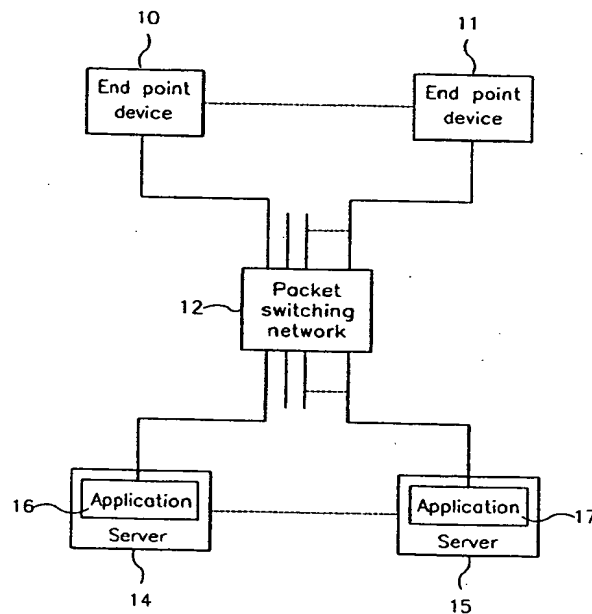 10
11
End point
device
End point
device
12
Packet
switching
network
16
Application
Server
Application
17
Server
14
15